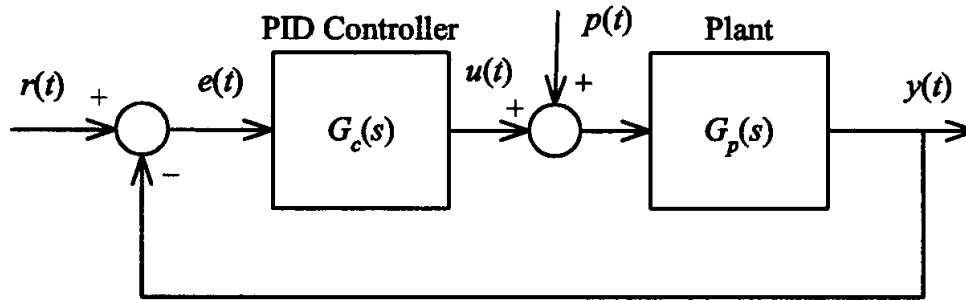 PID Controller
p(t)
Plant
r(t)
+
e(t)
G_c(s)
u(t)
+
+
G_p(s)
y(t)
−